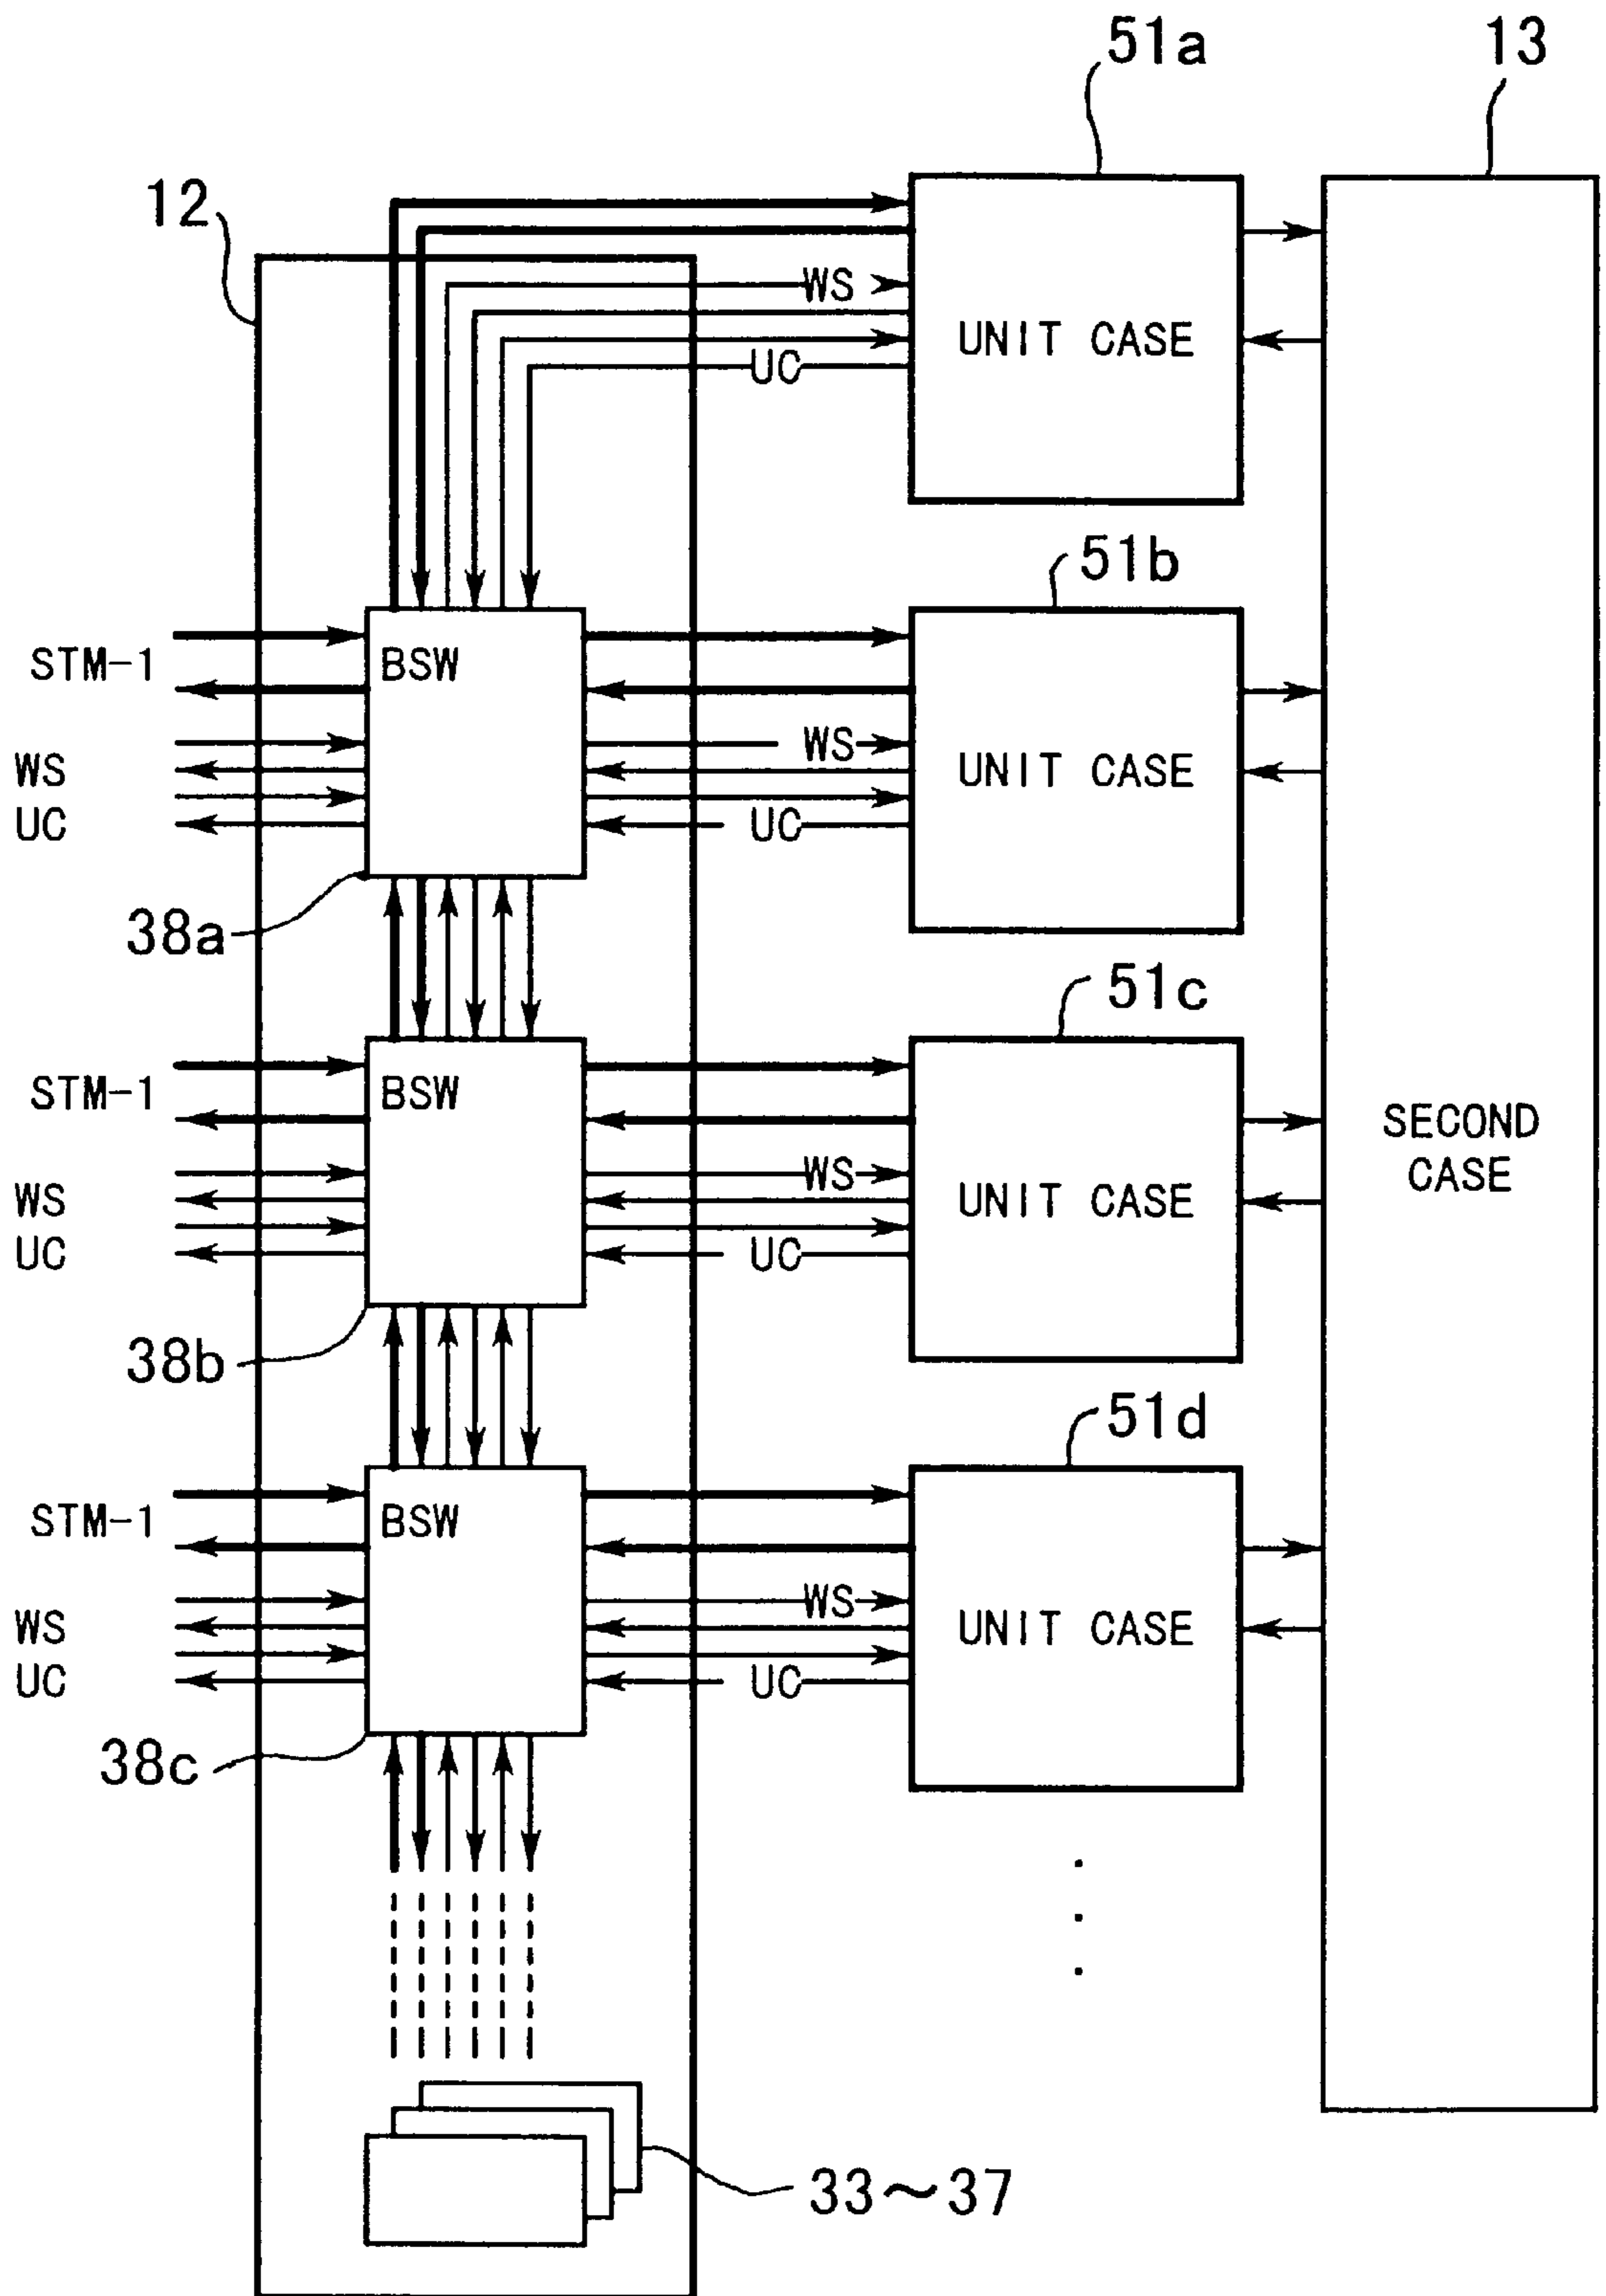 51a
13
12
WS
UNIT CASE
UC
51b
STM-1
BSW
WS
WS
UNIT CASE
UC
UC
38a
51c
STM-1
BSW
SECOND
CASE
WS
WS
UNIT CASE
UC
UC
38b
51d
STM-1
BSW
WS
WS
UNIT CASE
UC
UC
38c
33～37